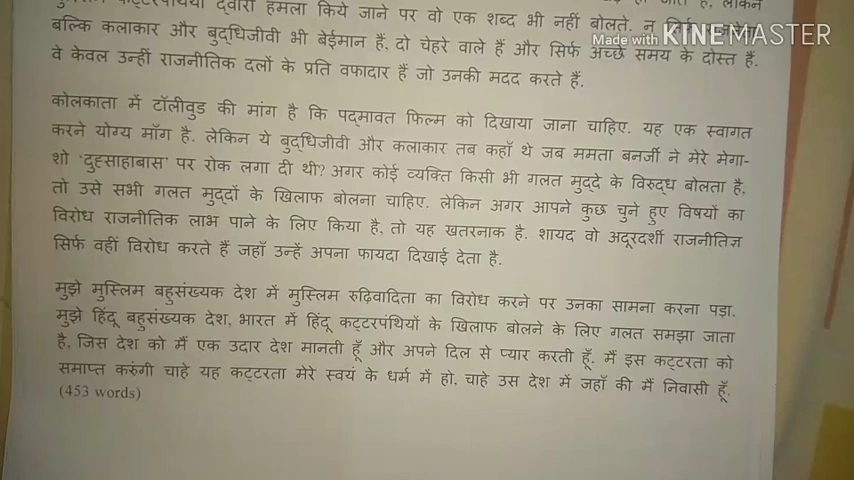 कट्टरपंथियों द्वारा हमला किये जाने पर वो एक शब्द भी नहीं बोलते. न
बल्कि कलाकार और बुद्धिजीवी भी बेईमान हैं, दो चेहरे वाले हैं और सिर्फ अच्छे समय के दोस्त हैं.
वे केवल उन्हीं राजनीतिक दलों के प्रति वफादार हैं जो उनकी मदद करते हैं.
कोलकाता में टॉलीवुड की मांग है कि पद्मावत फिल्म को दिखाया जाना चाहिए. यह एक स्वागत
करने योग्य माँग है. लेकिन ये बुद्धिजीवी और कलाकार तब कहाँ थे जब ममता बनर्जी ने मेरे मेगा-
शो 'दुह्साहाबास' पर रोक लगा दी थी? अगर कोई व्यक्ति किसी भी गलत मुद्दे के विरुद्ध बोलता है,
तो उसे सभी गलत मुद्दों के खिलाफ बोलना चाहिए. लेकिन अगर आपने कुछ चुने हुए विषयों का
विरोध राजनीतिक लाभ पाने के लिए किया है, तो यह खतरनाक है. शायद वो अदूरदर्शी राजनीतिज्ञ
सिर्फ वहीं विरोध करते हैं जहाँ उन्हें अपना फायदा दिखाई देता है.
मुझे मुस्लिम बहुसंख्यक देश में मुस्लिम रुढ़िवादिता का विरोध करने पर उनका सामना करना पड़ा.
मुझे हिंदू बहुसंख्यक देश, भारत में हिंदू कट्टरपंथियों के खिलाफ बोलने के लिए गलत समझा जाता
है, जिस देश को मैं एक उदार देश मानती हूँ और अपने दिल से प्यार करती हूँ. मैं इस कट्टरता को
समाप्त करुंगी चाहे यह कट्टरता मेरे स्वयं के धर्म में हो, चाहे उस देश में जहाँ की मैं निवासी हूँ.
(453 words)
Made with KINEMASTER